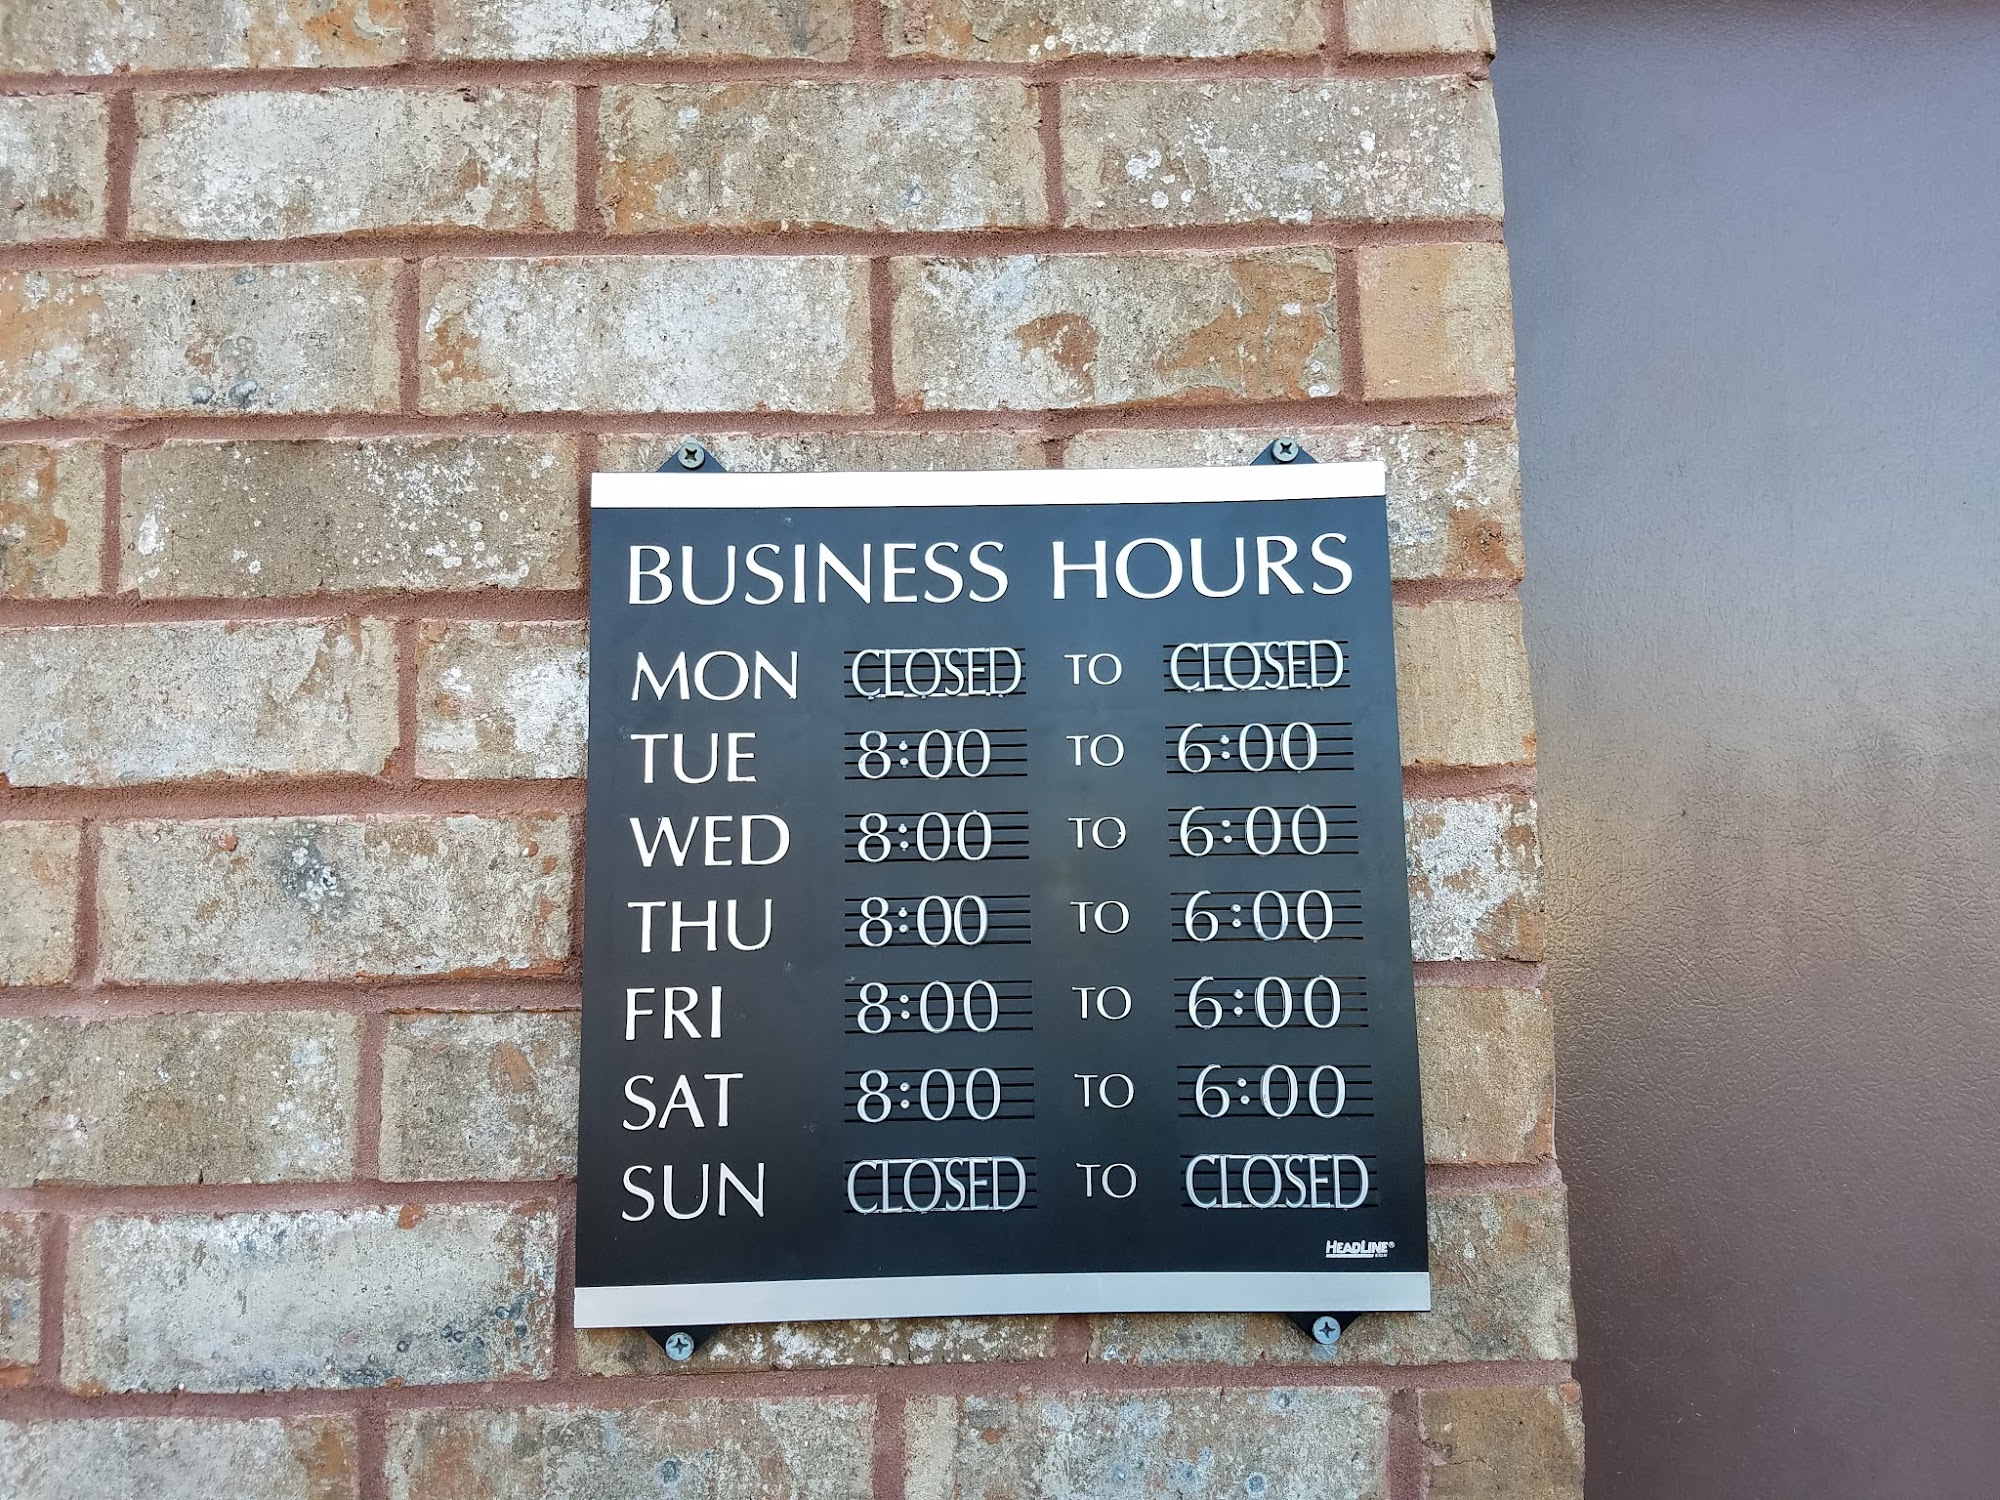 BUSINESS HOURS
MON CLOSED TO CLOSED
TUE 8:00 TO 6:00
WED 8:00 TO 6:00
THU 8:00 TO 6:00
FRI 8:00 TO 6:00
SAT 8:00 TO 6:00
SUN CLOSED TO CLOSED
HEADLINE®
SIGN